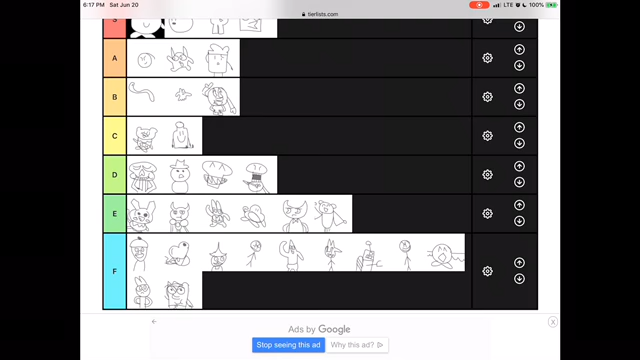 6:17 PM Sat Jun 20
LTE 100%
tierlists.com
S
A
B
C
D
E
F
Ads by Google
Stop seeing this ad Why this ad?